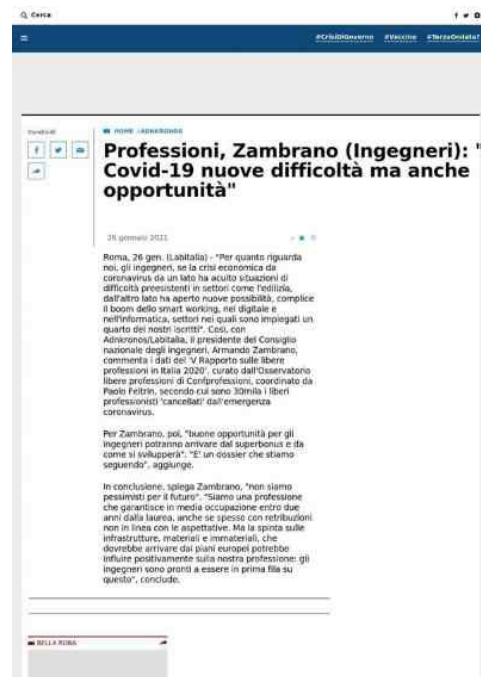 Cerca
#CrisiDiGoverno #Vaccine #TerzaOndata?
Condividi
HOME ADNKRONOS
Professioni, Zambrano (Ingegneri): "
Covid-19 nuove difficoltà ma anche
opportunità"
26 gennaio 2021
Roma, 26 gen. (Labitalia) - "Per quanto riguarda
noi, gli ingegneri, se la crisi economica da
coronavirus da un lato ha acuito situazioni di
difficoltà preesistenti in settori come l'edilizia,
dall'altro lato ha aperto nuove possibilità, complice
il boom dello smart working, nel digitale e
nell'informatica, settori nei quali sono impiegati un
quarto dei nostri iscritti". Così, con
Adnkronos/Labitalia, il presidente del Consiglio
nazionale degli ingegneri, Armando Zambrano,
commenta i dati del 'V Rapporto sulle libere
professioni in Italia 2020', curato dall'Osservatorio
libere professioni di Confprofessioni, coordinato da
Paolo Feltrin, secondo cui sono 30mila i liberi
professionisti 'cancellati' dall'emergenza
coronavirus.
Per Zambrano, poi, "buone opportunità per gli
ingegneri potranno arrivare dal superbonus e da
come si svilupperà". "E' un dossier che stiamo
seguendo", aggiunge.
In conclusione, spiega Zambrano, "non siamo
pessimisti per il futuro". "Siamo una professione
che garantisce in media occupazione entro due
anni dalla laurea, anche se spesso con retribuzioni
non in linea con le aspettative. Ma la spinta sulle
infrastrutture, materiali e immateriali, che
dovrebbe arrivare dai piani europei potrebbe
influire positivamente sulla nostra professione: gli
ingegneri sono pronti a essere in prima fila su
questo", conclude.
BELLA ROBA